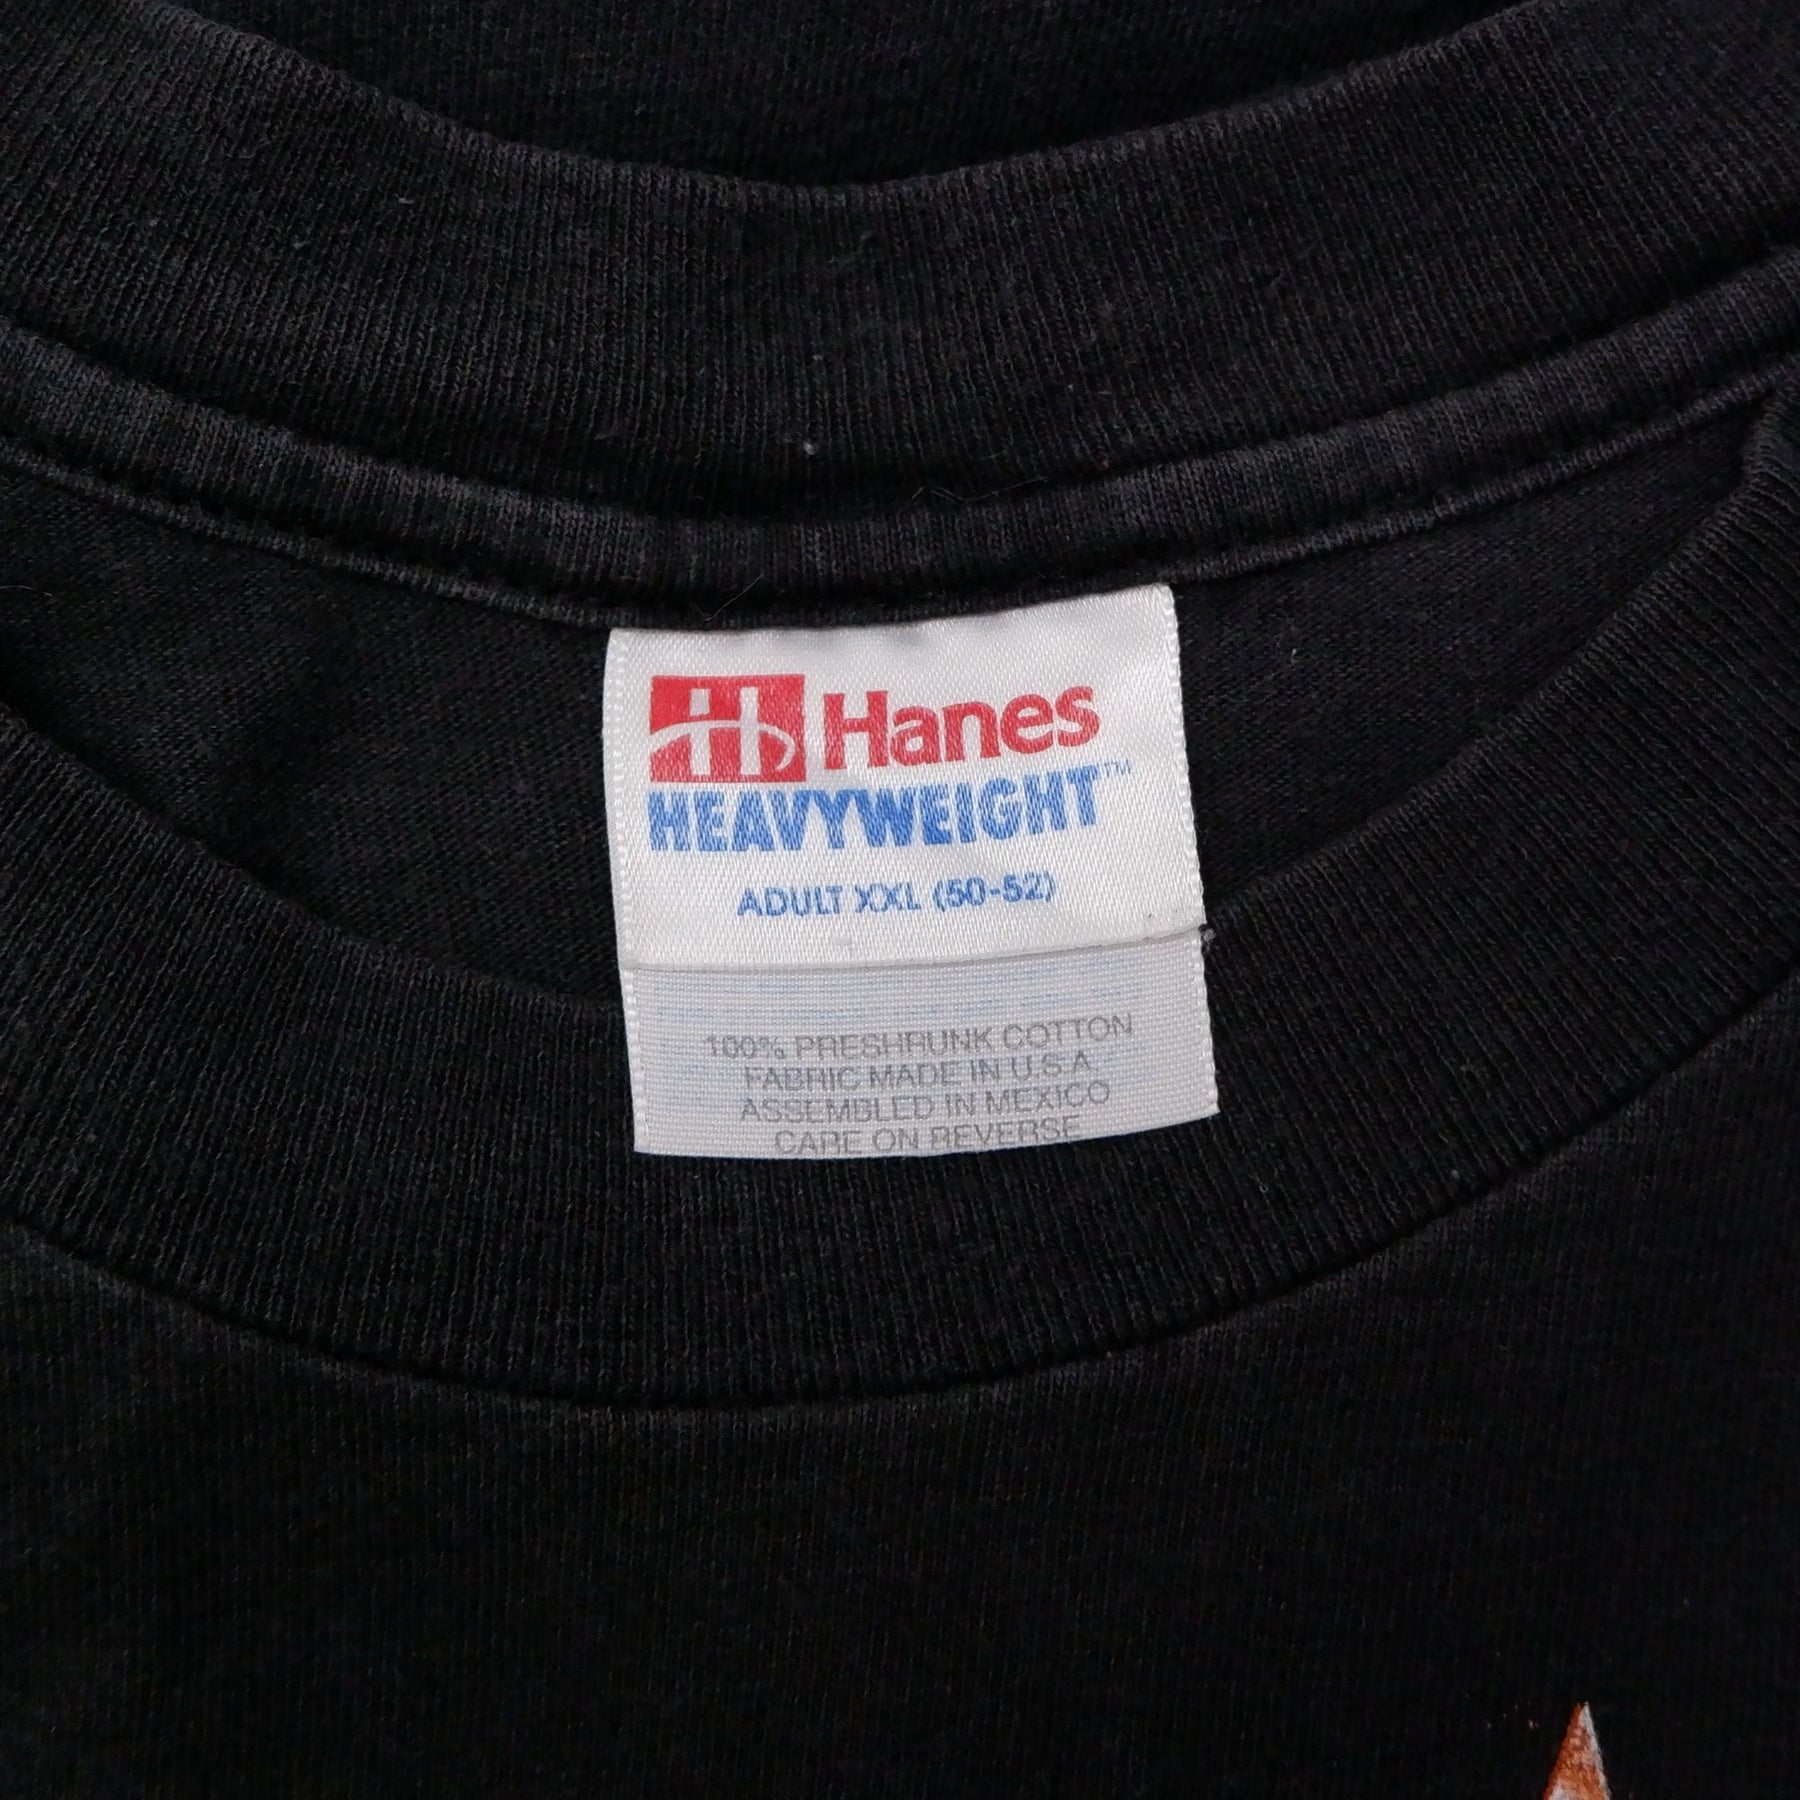 H Hanes
HEAVYWEIGHT™
ADULT XXL (50-52)
100% PRESHRUNK COTTON
FABRIC MADE IN U.S.A.
ASSEMBLED IN MEXICO
CARE ON REVERSE